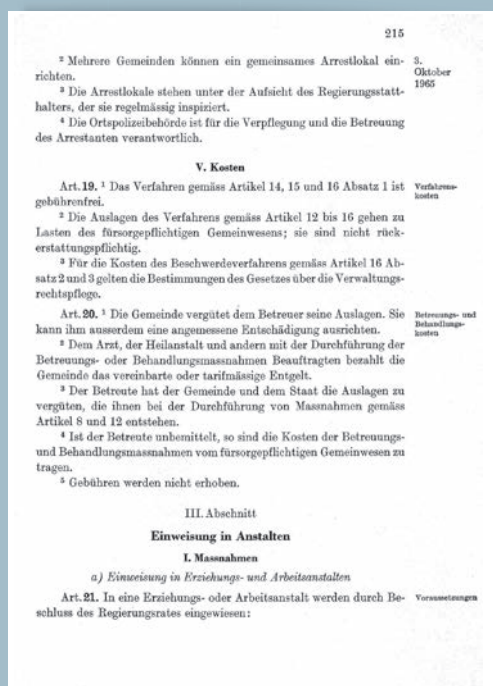 215
² Mehrere Gemeinden können ein gemeinsames Arrestlokal ein-
richten.
3.
Oktober
1965
³ Die Arrestlokale stehen unter der Aufsicht des Regierungsstatt-
halters, der sie regelmässig inspiziert.
⁴ Die Ortspolizeibehörde ist für die Verpflegung und die Betreuung
des Arrestanten verantwortlich.
V. Kosten
Art. 19. ¹ Das Verfahren gemäss Artikel 14, 15 und 16 Absatz 1 ist
gebührenfrei.
Verfahrens-
kosten
² Die Auslagen des Verfahrens gemäss Artikel 12 bis 16 gehen zu
Lasten des fürsorgepflichtigen Gemeinwesens; sie sind nicht rück-
erstattungspflichtig.
³ Für die Kosten des Beschwerdeverfahrens gemäss Artikel 16 Ab-
satz 2 und 3 gelten die Bestimmungen des Gesetzes über die Verwaltungs-
rechtspflege.
Art. 20. ¹ Die Gemeinde vergütet dem Betreuer seine Auslagen. Sie
kann ihm ausserdem eine angemessene Entschädigung ausrichten.
Betreuungs- und
Behandlungs-
kosten
² Dem Arzt, der Heilanstalt und andern mit der Durchführung der
Betreuungs- oder Behandlungsmassnahmen Beauftragten bezahlt die
Gemeinde das vereinbarte oder tarifmässige Entgelt.
³ Der Betreute hat der Gemeinde und dem Staat die Auslagen zu
vergüten, die ihnen bei der Durchführung von Massnahmen gemäss
Artikel 8 und 12 entstehen.
⁴ Ist der Betreute unbemittelt, so sind die Kosten der Betreuungs-
und Behandlungsmassnahmen vom fürsorgepflichtigen Gemeinwesen zu
tragen.
⁵ Gebühren werden nicht erhoben.
III. Abschnitt
Einweisung in Anstalten
I. Massnahmen
a) Einweisung in Erziehungs- und Arbeitsanstalten
Art. 21. In eine Erziehungs- oder Arbeitsanstalt werden durch Be-
schluss des Regierungsrates eingewiesen:
Voraussetzungen